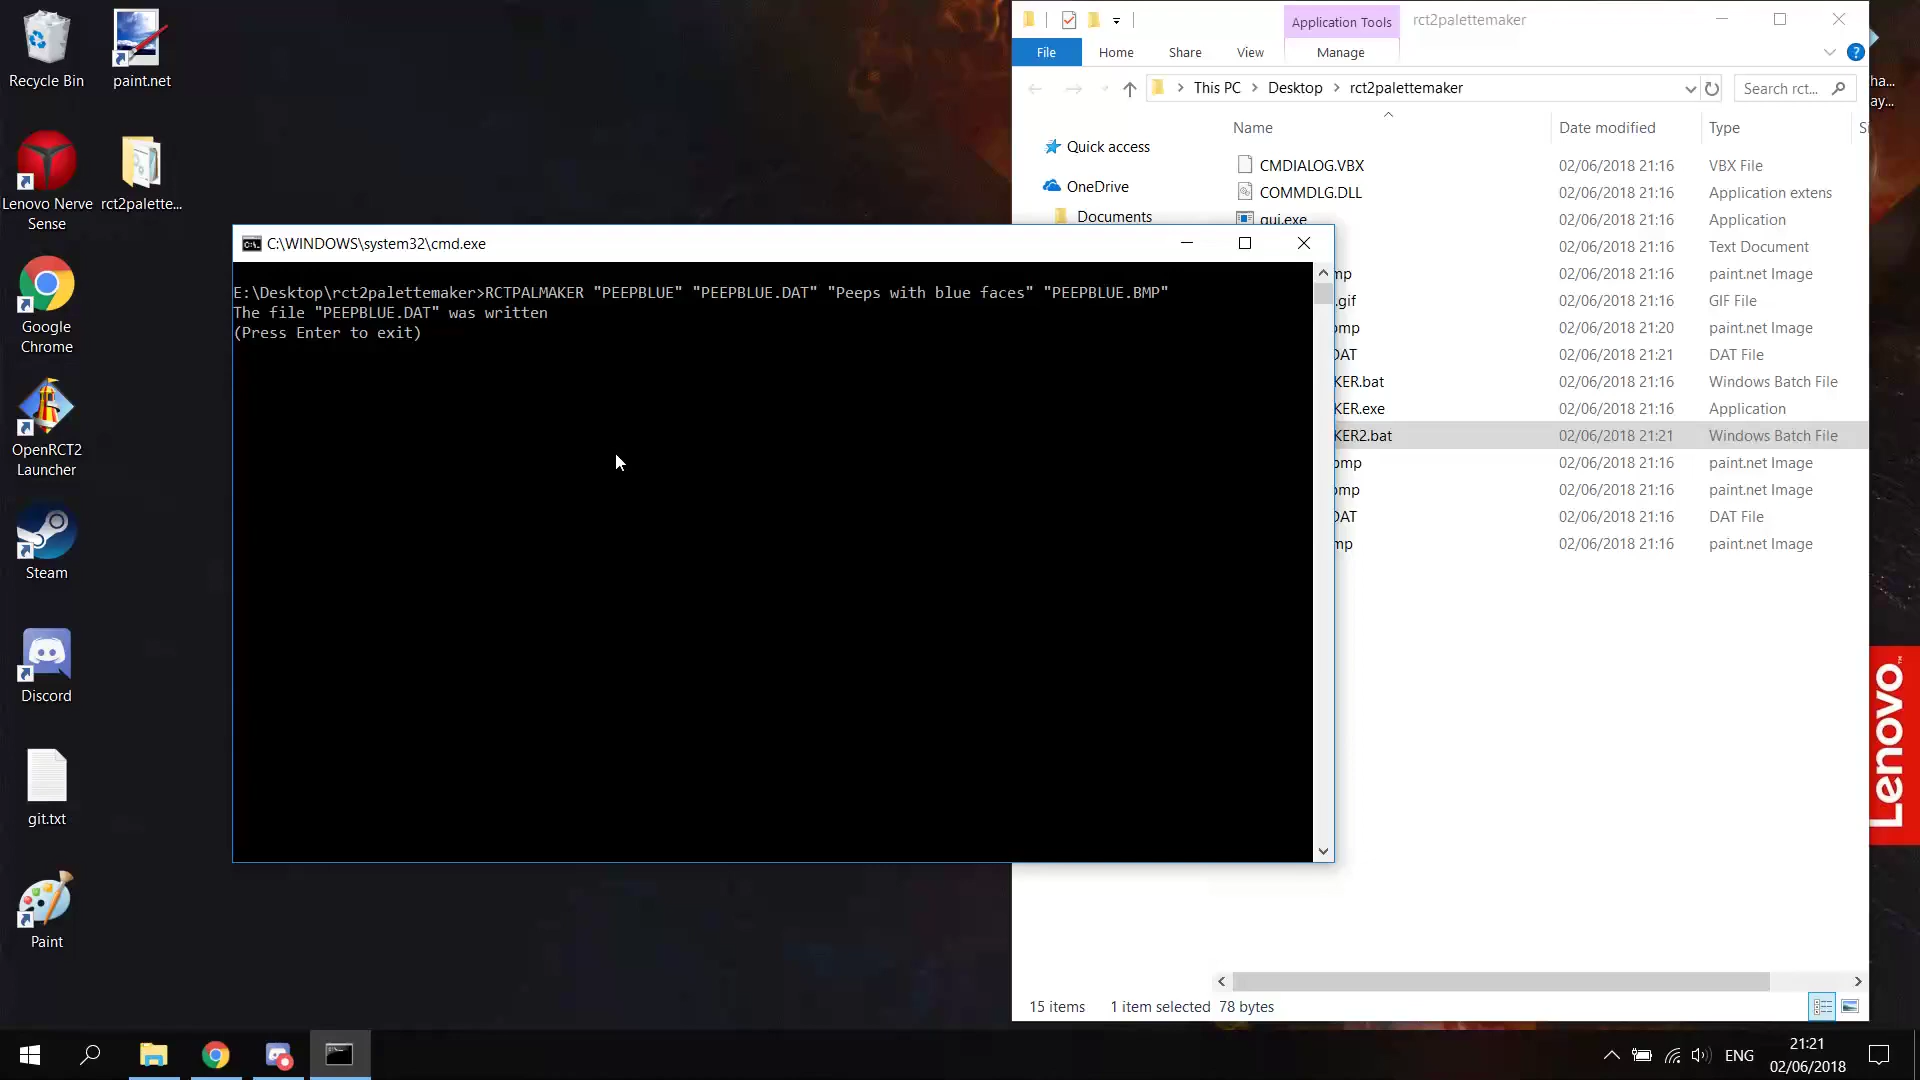 Recycle Bin
paint.net
Lenovo Nerve
Sense
rct2palette...
Google
Chrome
OpenRCT2
Launcher
Steam
Discord
git.txt
Paint
C:\WINDOWS\system32\cmd.exe
E:\Desktop\rct2palettemaker>RCTPALMAKER "PEEPBLUE" "PEEPBLUE.DAT" "Peeps with blue faces" "PEEPBLUE.BMP"
The file "PEEPBLUE.DAT" was written
(Press Enter to exit)
Application Tools
rct2palettemaker
File
Home
Share
View
Manage
This PC
Desktop
rct2palettemaker
Search rct...
Name
Date modified
Type
Quick access
OneDrive
Documents
CMDIALOG.VBX 02/06/2018 21:16 VBX File
COMMDLG.DLL 02/06/2018 21:16 Application extens
gui.exe 02/06/2018 21:16 Application
02/06/2018 21:16 Text Document
mp 02/06/2018 21:16 paint.net Image
.gif 02/06/2018 21:16 GIF File
omp 02/06/2018 21:20 paint.net Image
DAT 02/06/2018 21:21 DAT File
KER.bat 02/06/2018 21:16 Windows Batch File
KER.exe 02/06/2018 21:16 Application
KER2.bat 02/06/2018 21:21 Windows Batch File
omp 02/06/2018 21:16 paint.net Image
omp 02/06/2018 21:16 paint.net Image
DAT 02/06/2018 21:16 DAT File
mp 02/06/2018 21:16 paint.net Image
15 items
1 item selected 78 bytes
ha...
ay...
Lenovo
ENG
21:21
02/06/2018